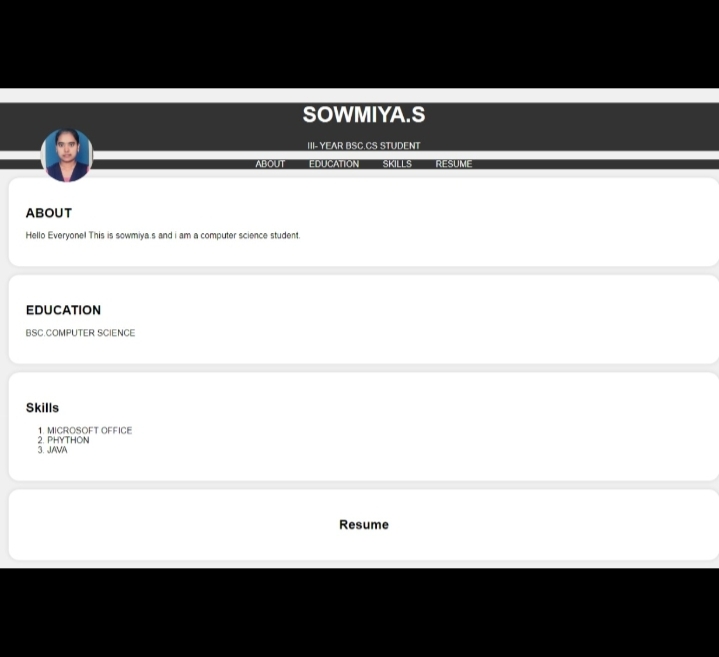 SOWMIYA.S
III- YEAR BSC.CS STUDENT
ABOUT EDUCATION SKILLS RESUME
ABOUT
Hello Everyone! This is sowmiya.s and i am a computer science student.
EDUCATION
BSC.COMPUTER SCIENCE
Skills
1. MICROSOFT OFFICE
2. PHYTHON
3. JAVA
Resume